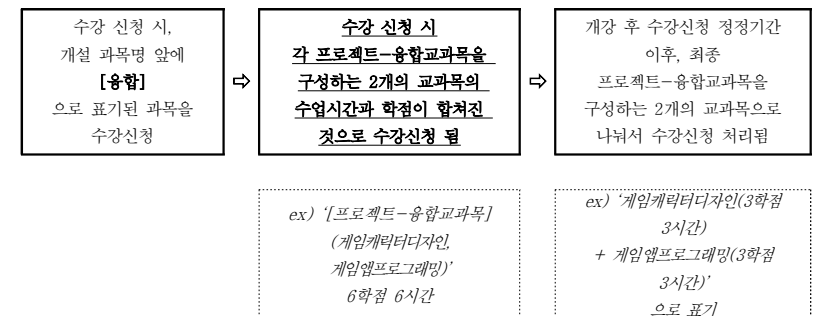 수강 신청 시,
개설 과목명 앞에
[융합]
으로 표기된 과목을
수강신청
⇨
수강 신청 시
각 프로젝트-융합교과목을
구성하는 2개의 교과목의
수업시간과 학점이 합쳐진
것으로 수강신청 됨
⇨
개강 후 수강신청 정정기간
이후, 최종
프로젝트-융합교과목을
구성하는 2개의 교과목으로
나눠서 수강신청 처리됨
ex) '[프로젝트-융합교과목]
(게임캐릭터디자인,
게임앱프로그래밍)'
6학점 6시간
ex) '게임캐릭터디자인(3학점
3시간)
+ 게임앱프로그래밍(3학점
3시간)'
으로 표기